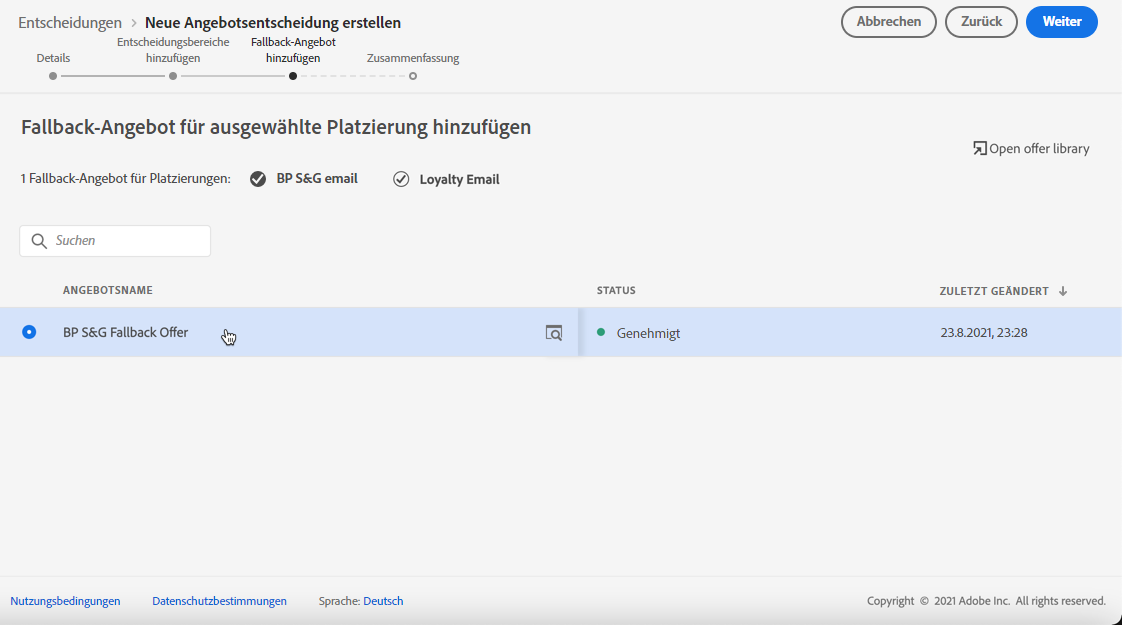 Entscheidungen > Neue Angebotsentscheidung erstellen
Abbrechen
Zurück
Weiter
Details
Entscheidungsbereiche
hinzufügen
Fallback-Angebot
hinzufügen
Zusammenfassung
Fallback-Angebot für ausgewählte Platzierung hinzufügen
Open offer library
1 Fallback-Angebot für Platzierungen: BP S&G email Loyalty Email
Suchen
ANGEBOTSNAME STATUS ZULETZT GEÄNDERT
BP S&G Fallback Offer Genehmigt 23.8.2021, 23:28
Nutzungsbedingungen Datenschutzbestimmungen Sprache: Deutsch Copyright © 2021 Adobe Inc. All rights reserved.